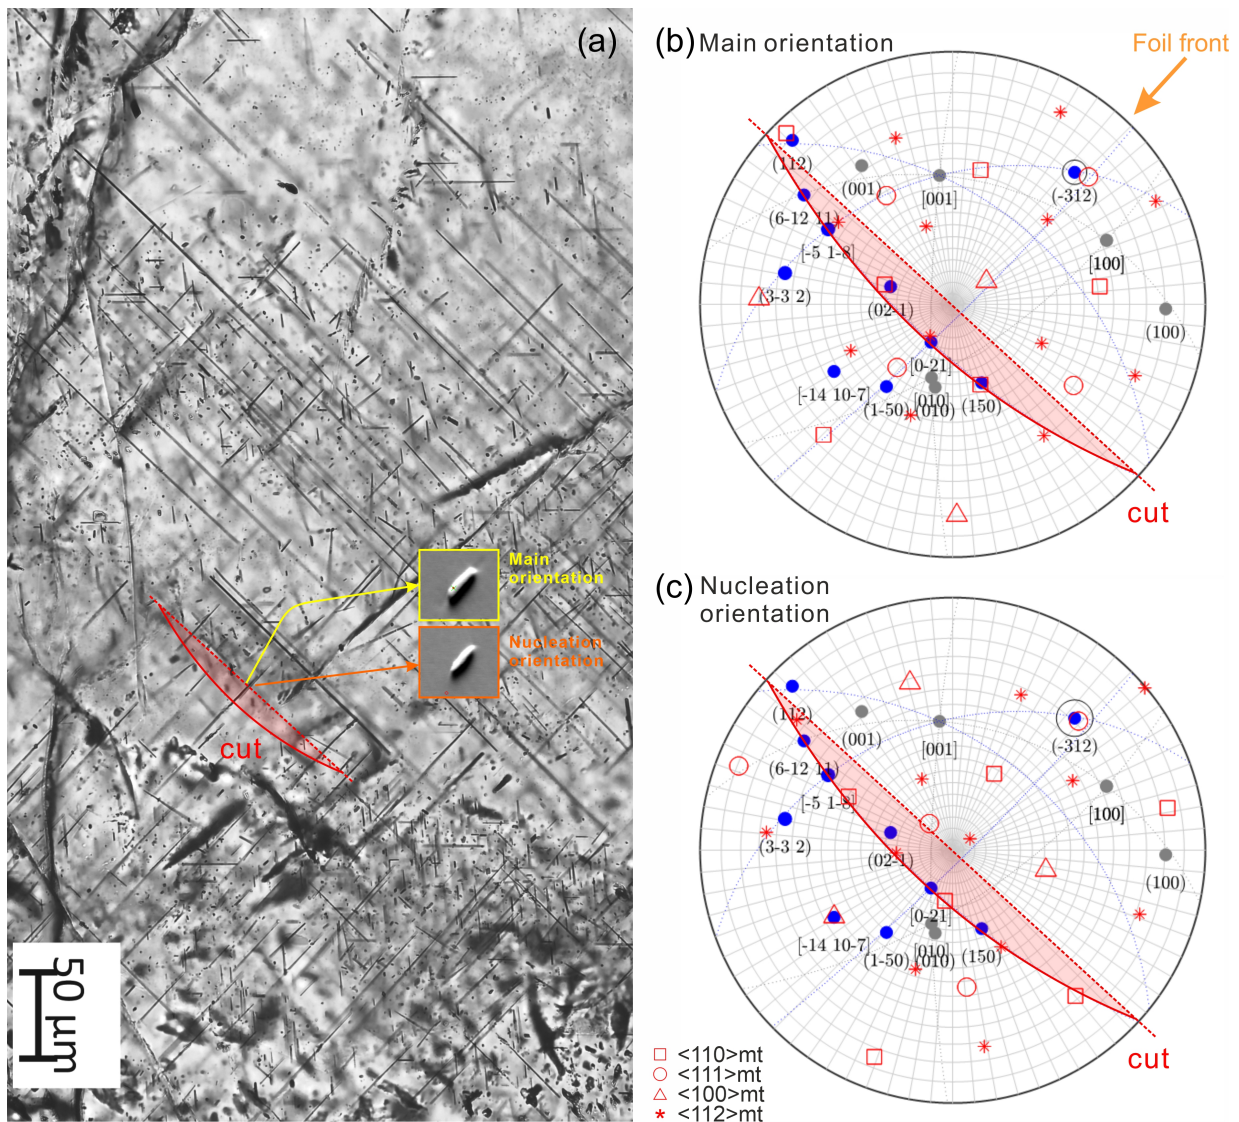 (a)
Main
orientation
Nucleation
orientation
cut
50 µm
(b) Main orientation
Foil front
(112)
(001)
[001]
(-312)
(6-12 11)
[-5 1-8]
[100]
(3-3 2)
(02-1)
(100)
[0-21]
[-14 10-7]
(1-50)
[010]
(010)
(150)
cut
(c) Nucleation
orientation
(112)
(001)
[001]
(-312)
(6-12 11)
[-5 1-8]
[100]
(3-3 2)
(02-1)
(100)
[0-21]
[-14 10-7]
(1-50)
[010]
(010)
(150)
cut
<110>mt
<111>mt
<100>mt
<112>mt